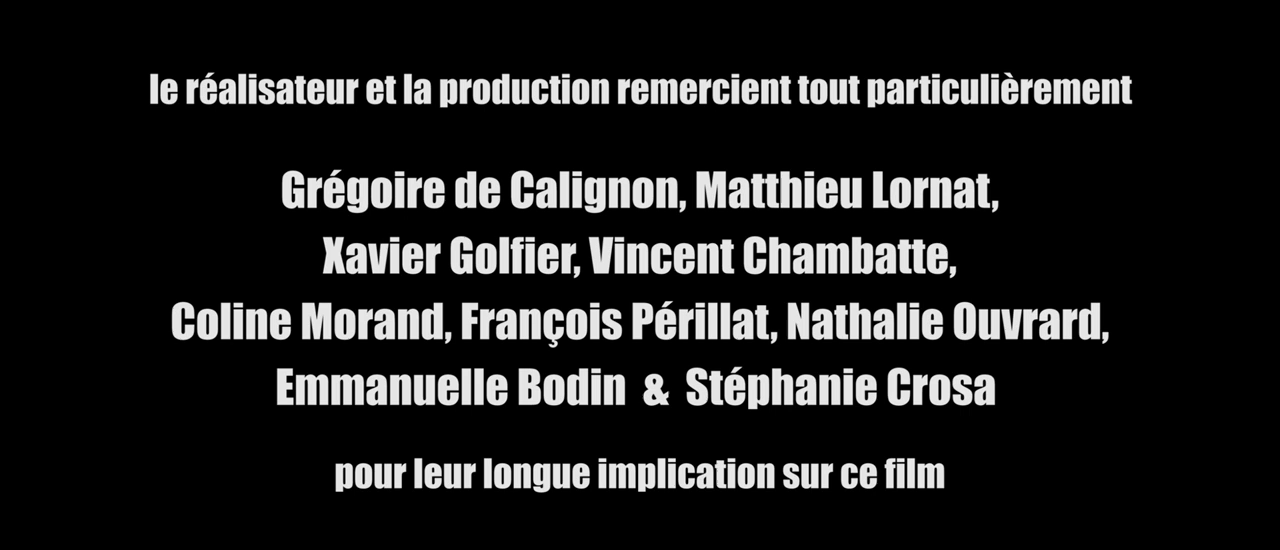 le réalisateur et la production remercient tout particulièrement
Grégoire de Calignon, Matthieu Lornat,
Xavier Golfier, Vincent Chambatte,
Coline Morand, François Périllat, Nathalie Ouvrard,
Emmanuelle Bodin & Stéphanie Crosa
pour leur longue implication sur ce film